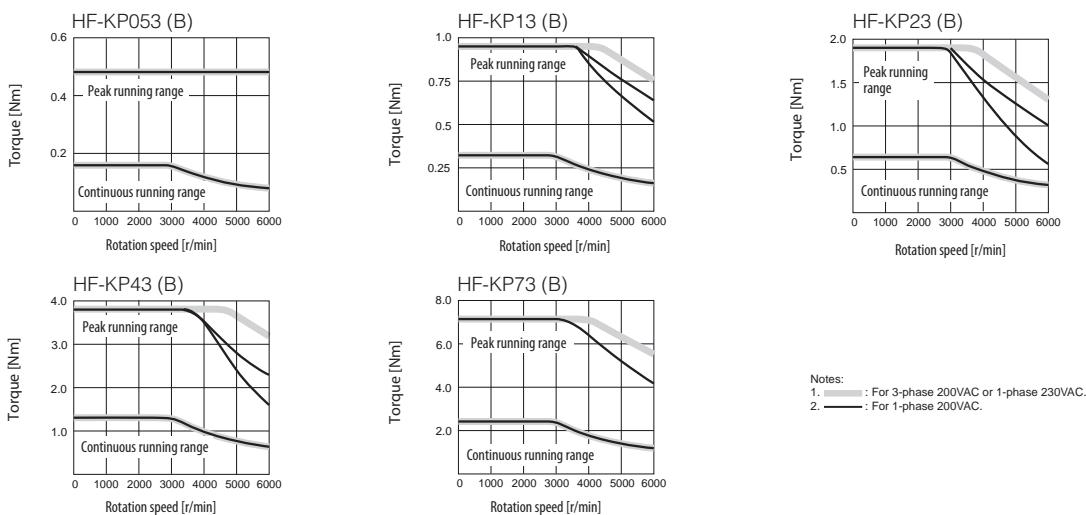 HF-KP053 (B)
0.6
0.4
0.2
Torque [Nm]
Peak running range
Continuous running range
0 1000 2000 3000 4000 5000 6000
Rotation speed [r/min]
HF-KP13 (B)
1.0
0.75
0.5
0.25
Torque [Nm]
Peak running range
Continuous running range
0 1000 2000 3000 4000 5000 6000
Rotation speed [r/min]
HF-KP23 (B)
2.0
1.5
1.0
0.5
Torque [Nm]
Peak running
range
Continuous running range
0 1000 2000 3000 4000 5000 6000
Rotation speed [r/min]
HF-KP43 (B)
4.0
3.0
2.0
1.0
Torque [Nm]
Peak running range
Continuous running range
0 1000 2000 3000 4000 5000 6000
Rotation speed [r/min]
HF-KP73 (B)
8.0
6.0
4.0
2.0
Torque [Nm]
Peak running range
Continuous running range
0 1000 2000 3000 4000 5000 6000
Rotation speed [r/min]
Notes:
1. : For 3-phase 200VAC or 1-phase 230VAC.
2. : For 1-phase 200VAC.